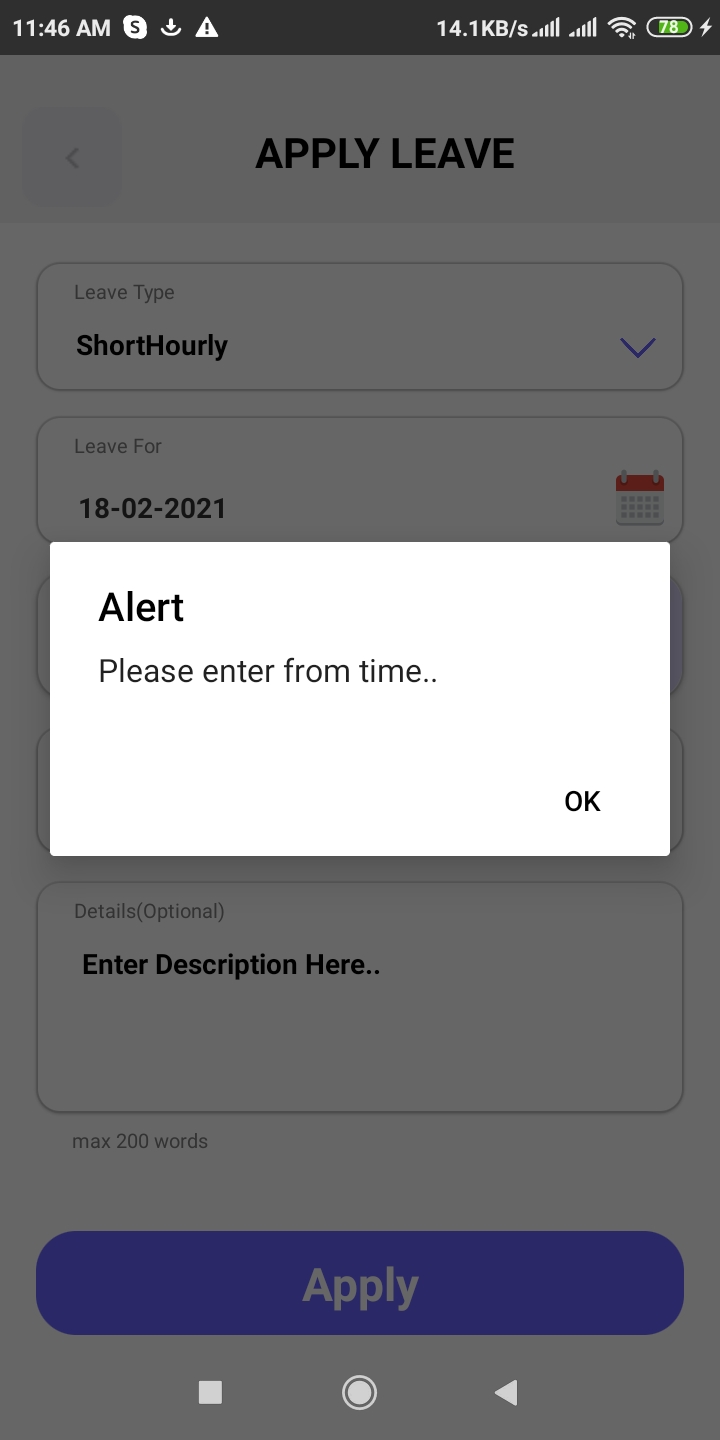 11:46 AM S 14.1KB/s 78
APPLY LEAVE
Leave Type
ShortHourly
Leave For
18-02-2021
Alert
Please enter from time..
OK
Details(Optional)
Enter Description Here..
max 200 words
Apply